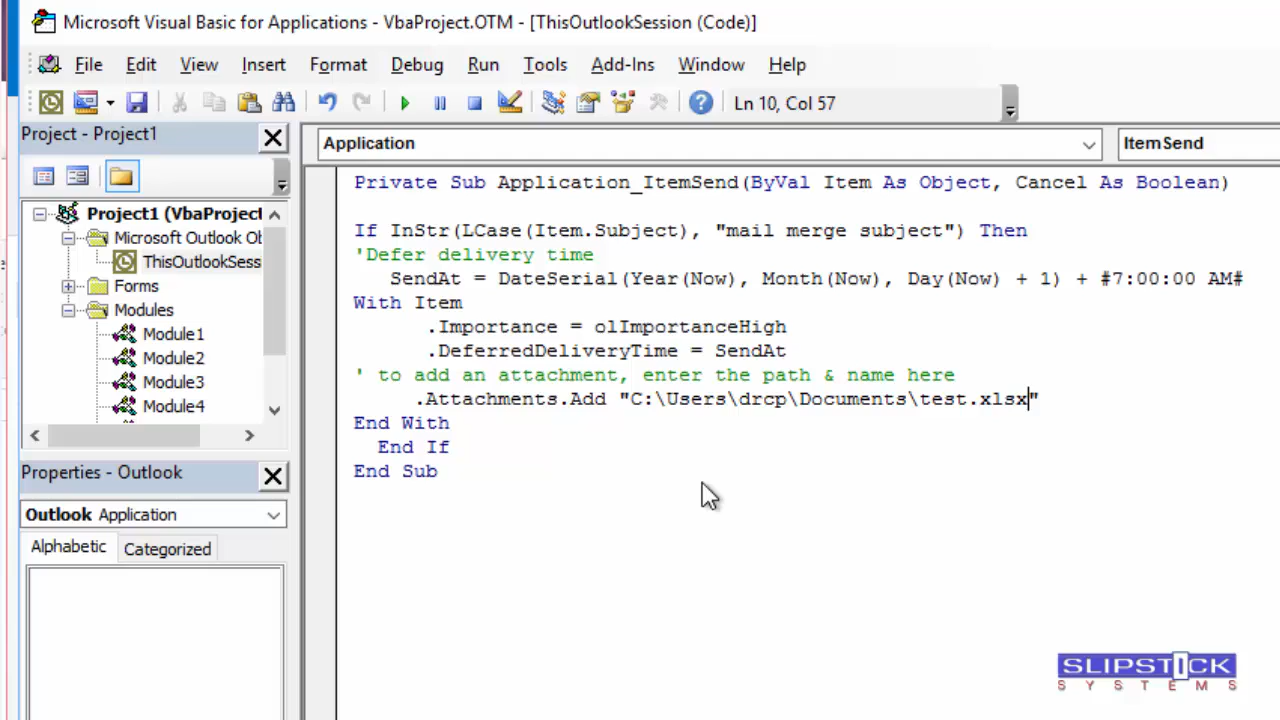 Microsoft Visual Basic for Applications - VbaProject.OTM - [ThisOutlookSession (Code)]
File Edit View Insert Format Debug Run Tools Add-Ins Window Help
Ln 10, Col 57
Project - Project1
Application
ItemSend
Project1 (VbaProject
Microsoft Outlook Ob
ThisOutlookSess
Forms
Modules
Module1
Module2
Module3
Module4
Properties - Outlook
Outlook Application
Alphabetic Categorized
Private Sub Application_ItemSend(ByVal Item As Object, Cancel As Boolean)
If InStr(LCase(Item.Subject), "mail merge subject") Then
'Defer delivery time
SendAt = DateSerial(Year(Now), Month(Now), Day(Now) + 1) + #7:00:00 AM#
With Item
.Importance = olImportanceHigh
.DeferredDeliveryTime = SendAt
' to add an attachment, enter the path & name here
.Attachments.Add "C:\Users\drcp\Documents\test.xlsx"
End With
End If
End Sub
SLIPSTICK
SYSTEMS